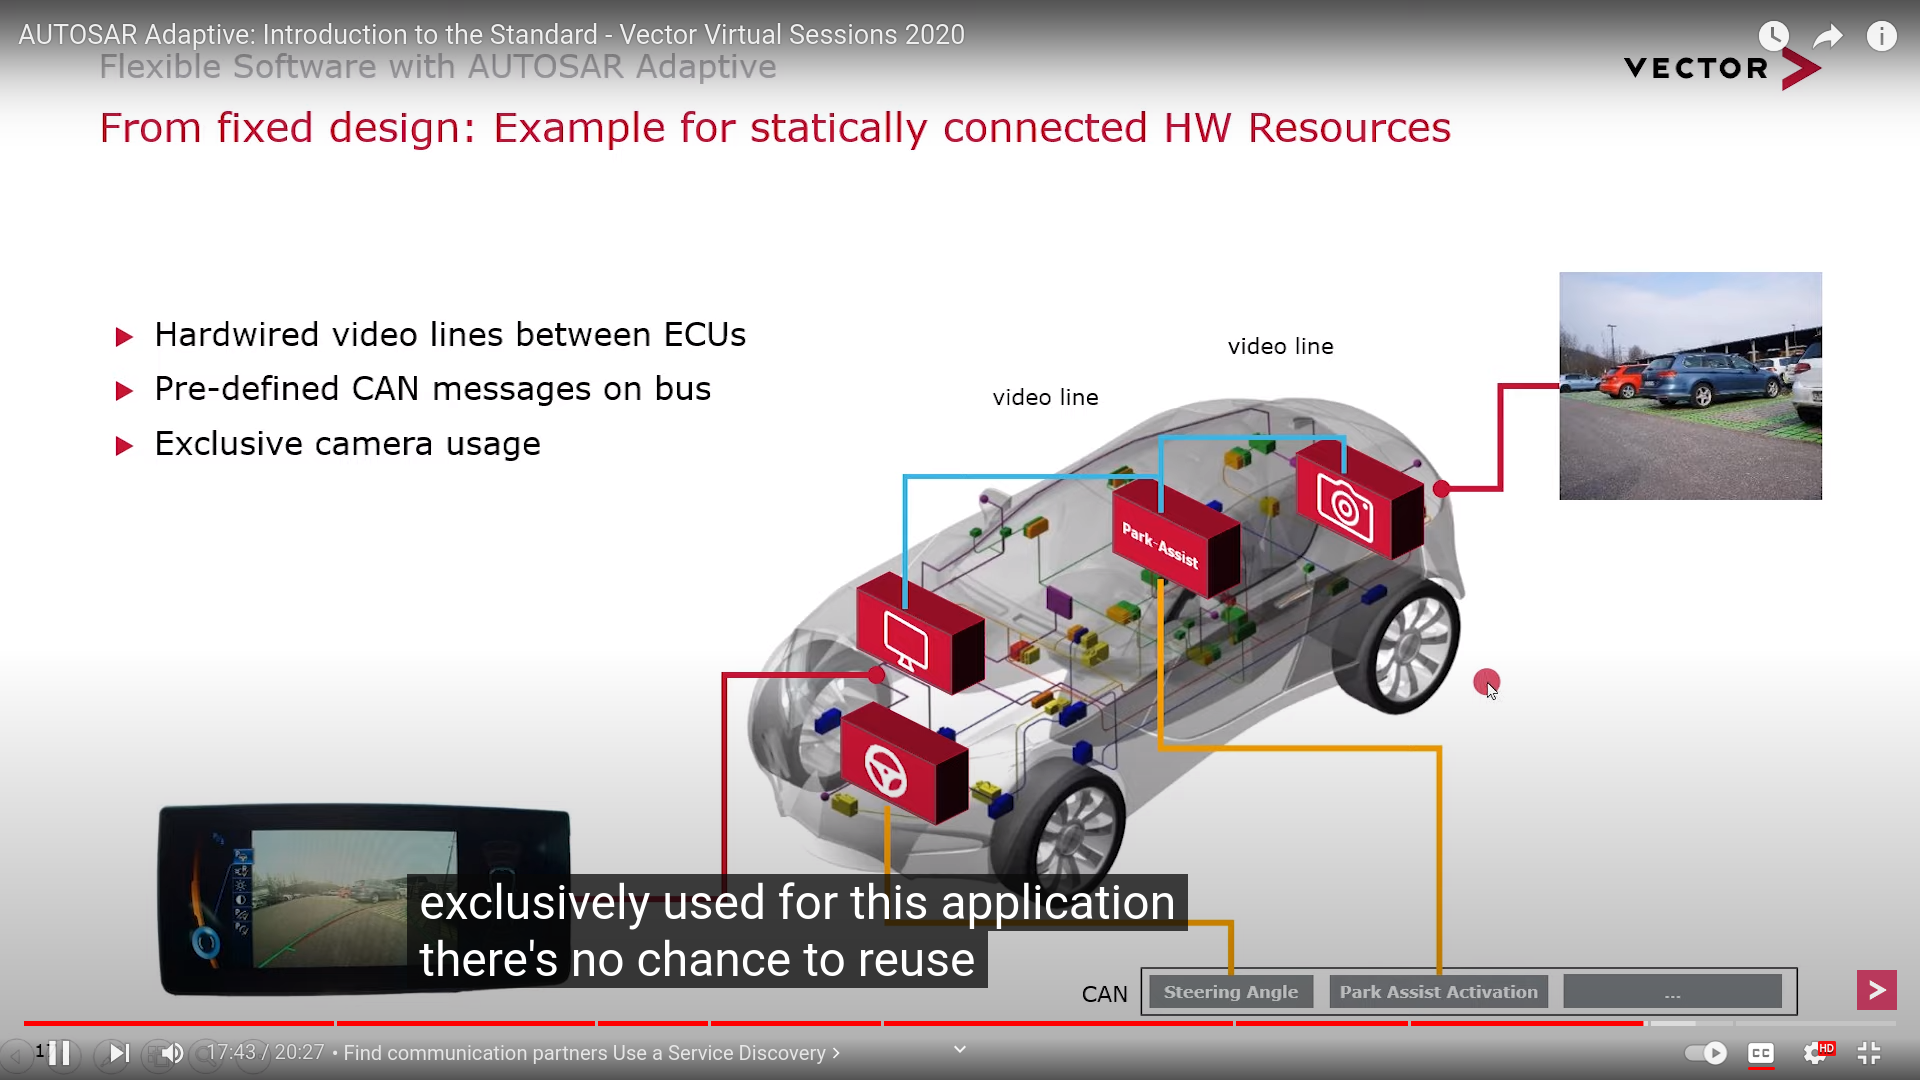 AUTOSAR Adaptive: Introduction to the Standard - Vector Virtual Sessions 2020
Flexible Software with AUTOSAR Adaptive
VECTOR
From fixed design: Example for statically connected HW Resources
Hardwired video lines between ECUs
Pre-defined CAN messages on bus
Exclusive camera usage
video line
video line
Park-Assist
exclusively used for this application
there's no chance to reuse
CAN
Steering Angle
Park Assist Activation
...
17:43 / 20:27 • Find communication partners Use a Service Discovery
CC
HD